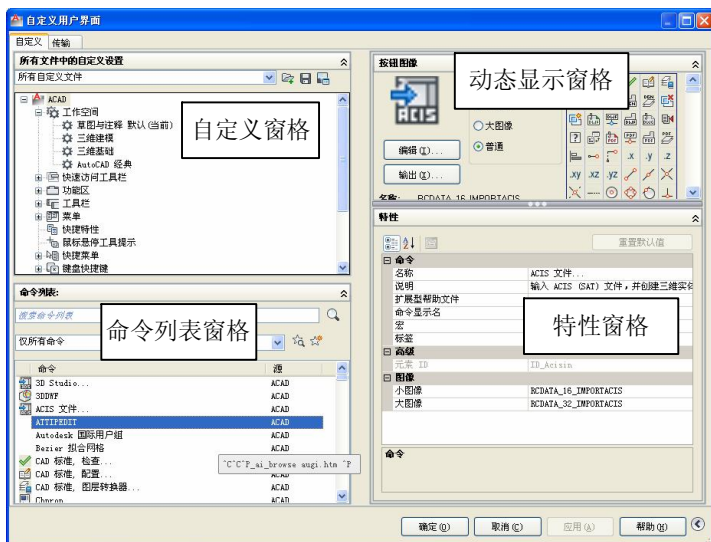 自定义用户界面
自定义 传输
所有文件中的自定义设置
所有自定义文件
ACAD
工作空间
草图与注释 默认(当前)
三维建模
三维基础
AutoCAD 经典
快速访问工具栏
功能区
工具栏
菜单
快捷特性
鼠标悬停工具提示
快捷菜单
键盘快捷键
自定义窗格
命令列表:
搜索命令列表
仅所有命令
命令列表窗格
命令 源
3D Studio... ACAD
3DDWF ACAD
ACIS 文件... ACAD
ATTIPEDIT ACAD
Autodesk 国际用户组 ACAD
Bezier 拟合网格 ACAD
CAD 标准, 检查...
^C^C^P_ai_browse augi.htm ^P
CAD 标准, 配置... ACAD
CAD 标准, 图层转换器... ACAD
Chprop ACAD
按钮图像
动态显示窗格
ACIS
大图像
普通
编辑(I)...
输出(U)...
.x .y .z
.xy .xz .yz
名称: RCDATA_16_IMPORTACIS
特性
重置默认值
命令
名称 ACIS 文件...
说明 输入 ACIS (SAT) 文件,并创建三维实体
扩展型帮助文件
命令显示名
宏
标签
特性窗格
高级
元素 ID ID_Acisin
图像
小图像 RCDATA_16_IMPORTACIS
大图像 RCDATA_32_IMPORTACIS
命令
确定(O) 取消(C) 应用(A) 帮助(H)